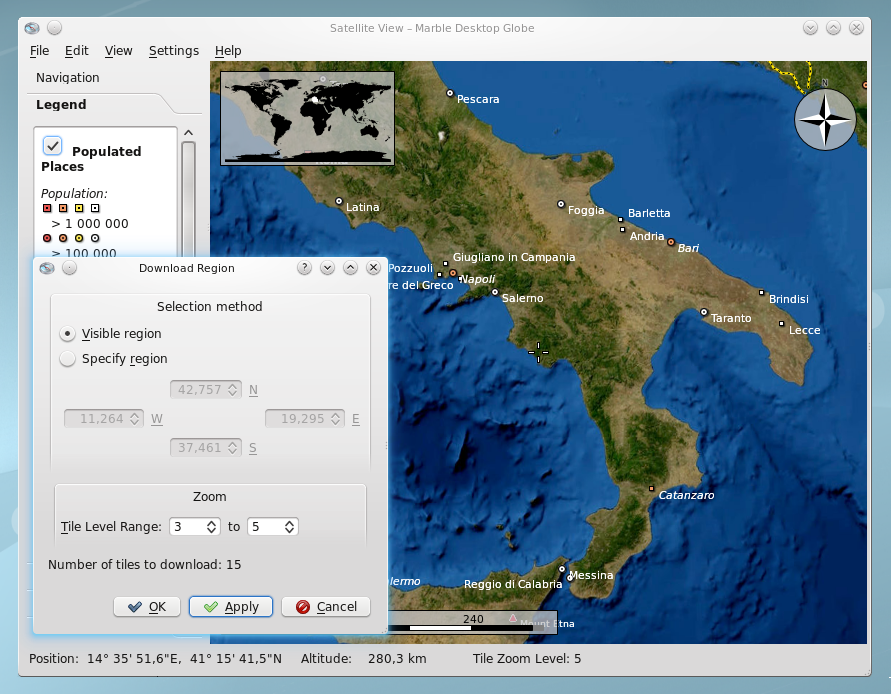 Satellite View – Marble Desktop Globe
File Edit View Settings Help
Navigation
Legend
Populated
Places
Population:
> 1 000 000
> 100 000
N
Pescara
Latina
Foggia
Barletta
Andria
Bari
Giugliano in Campania
Pozzuoli
Napoli
re del Greco
Salerno
Brindisi
Taranto
Lecce
Catanzaro
Messina
Reggio di Calabria
lermo
240
Mount Etna
Download Region
?
Selection method
Visible region
Specify region
42,757 N
11,264 W
19,295 E
37,461 S
Zoom
Tile Level Range: 3 to 5
Number of tiles to download: 15
OK Apply Cancel
Position: 14° 35' 51,6"E, 41° 15' 41,5"N Altitude: 280,3 km Tile Zoom Level: 5